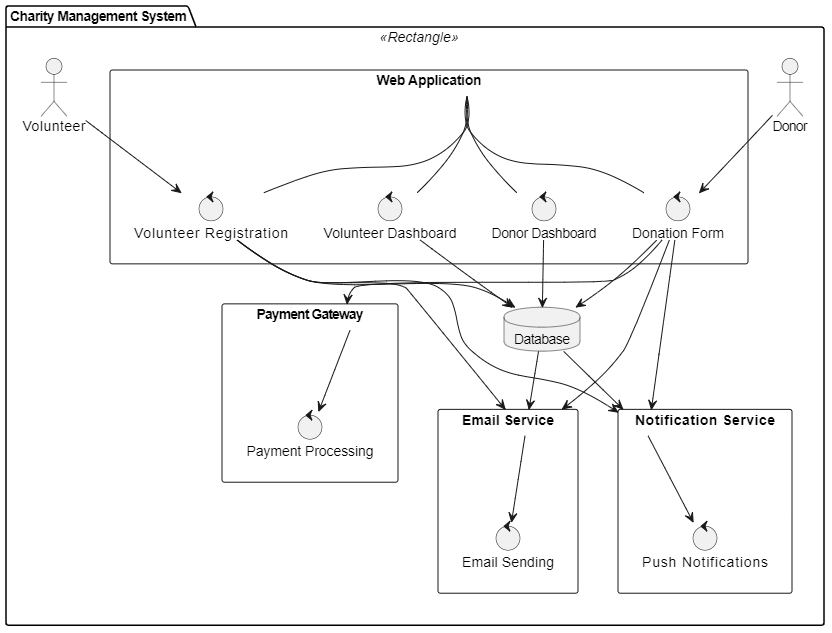 Charity Management System
«Rectangle»
Web Application
Volunteer
Donor
Volunteer Registration
Volunteer Dashboard
Donor Dashboard
Donation Form
Payment Gateway
Database
Payment Processing
Email Service
Notification Service
Email Sending
Push Notifications